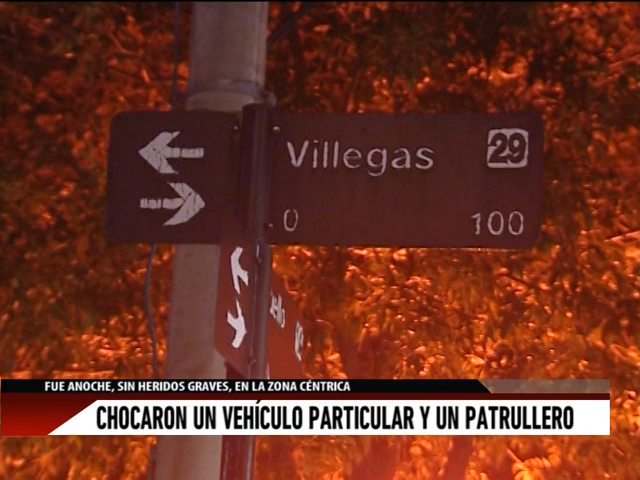 Villegas 29
0 100
FUE ANOCHE, SIN HERIDOS GRAVES, EN LA ZONA CÉNTRICA
CHOCARON UN VEHÍCULO PARTICULAR Y UN PATRULLERO